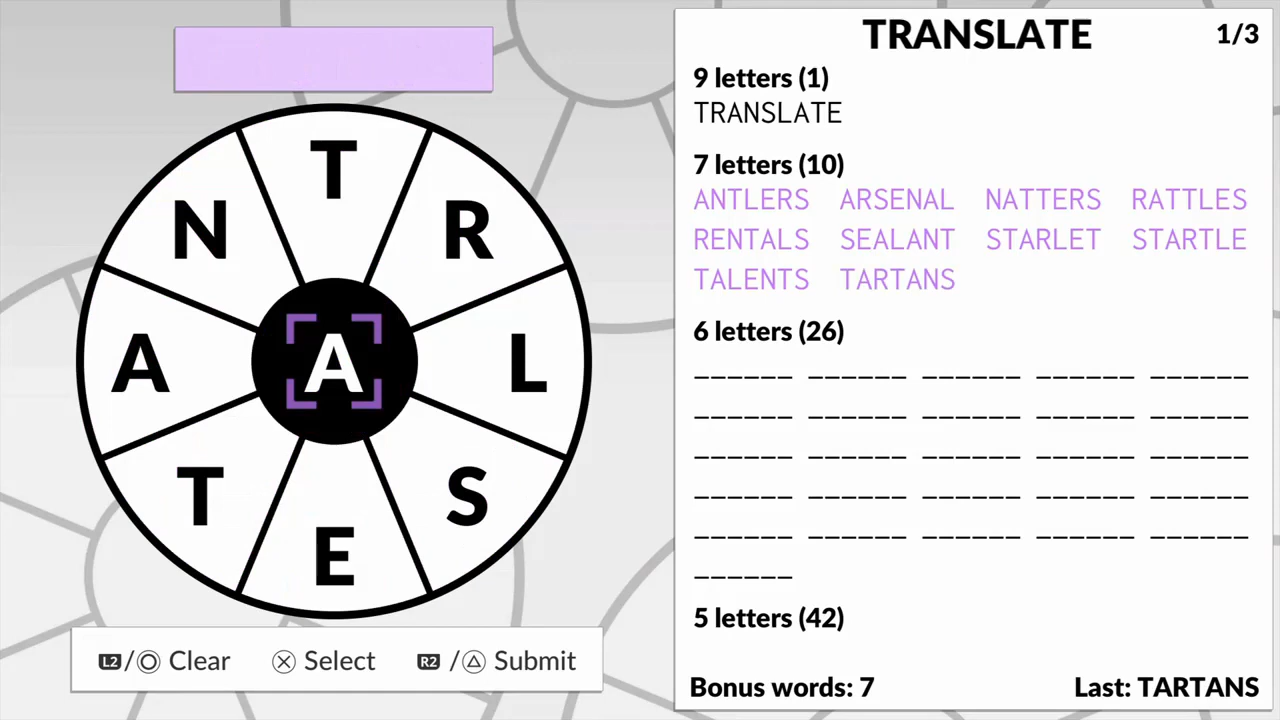 TRANSLATE 1/3
9 letters (1)
TRANSLATE
7 letters (10)
ANTLERS ARSENAL NATTERS RATTLES
RENTALS SEALANT STARLET STARTLE
TALENTS TARTANS
6 letters (26)
5 letters (42)
Bonus words: 7 Last: TARTANS
T
N R
A A L
T S
E
L2/ Clear Select R2 / Submit